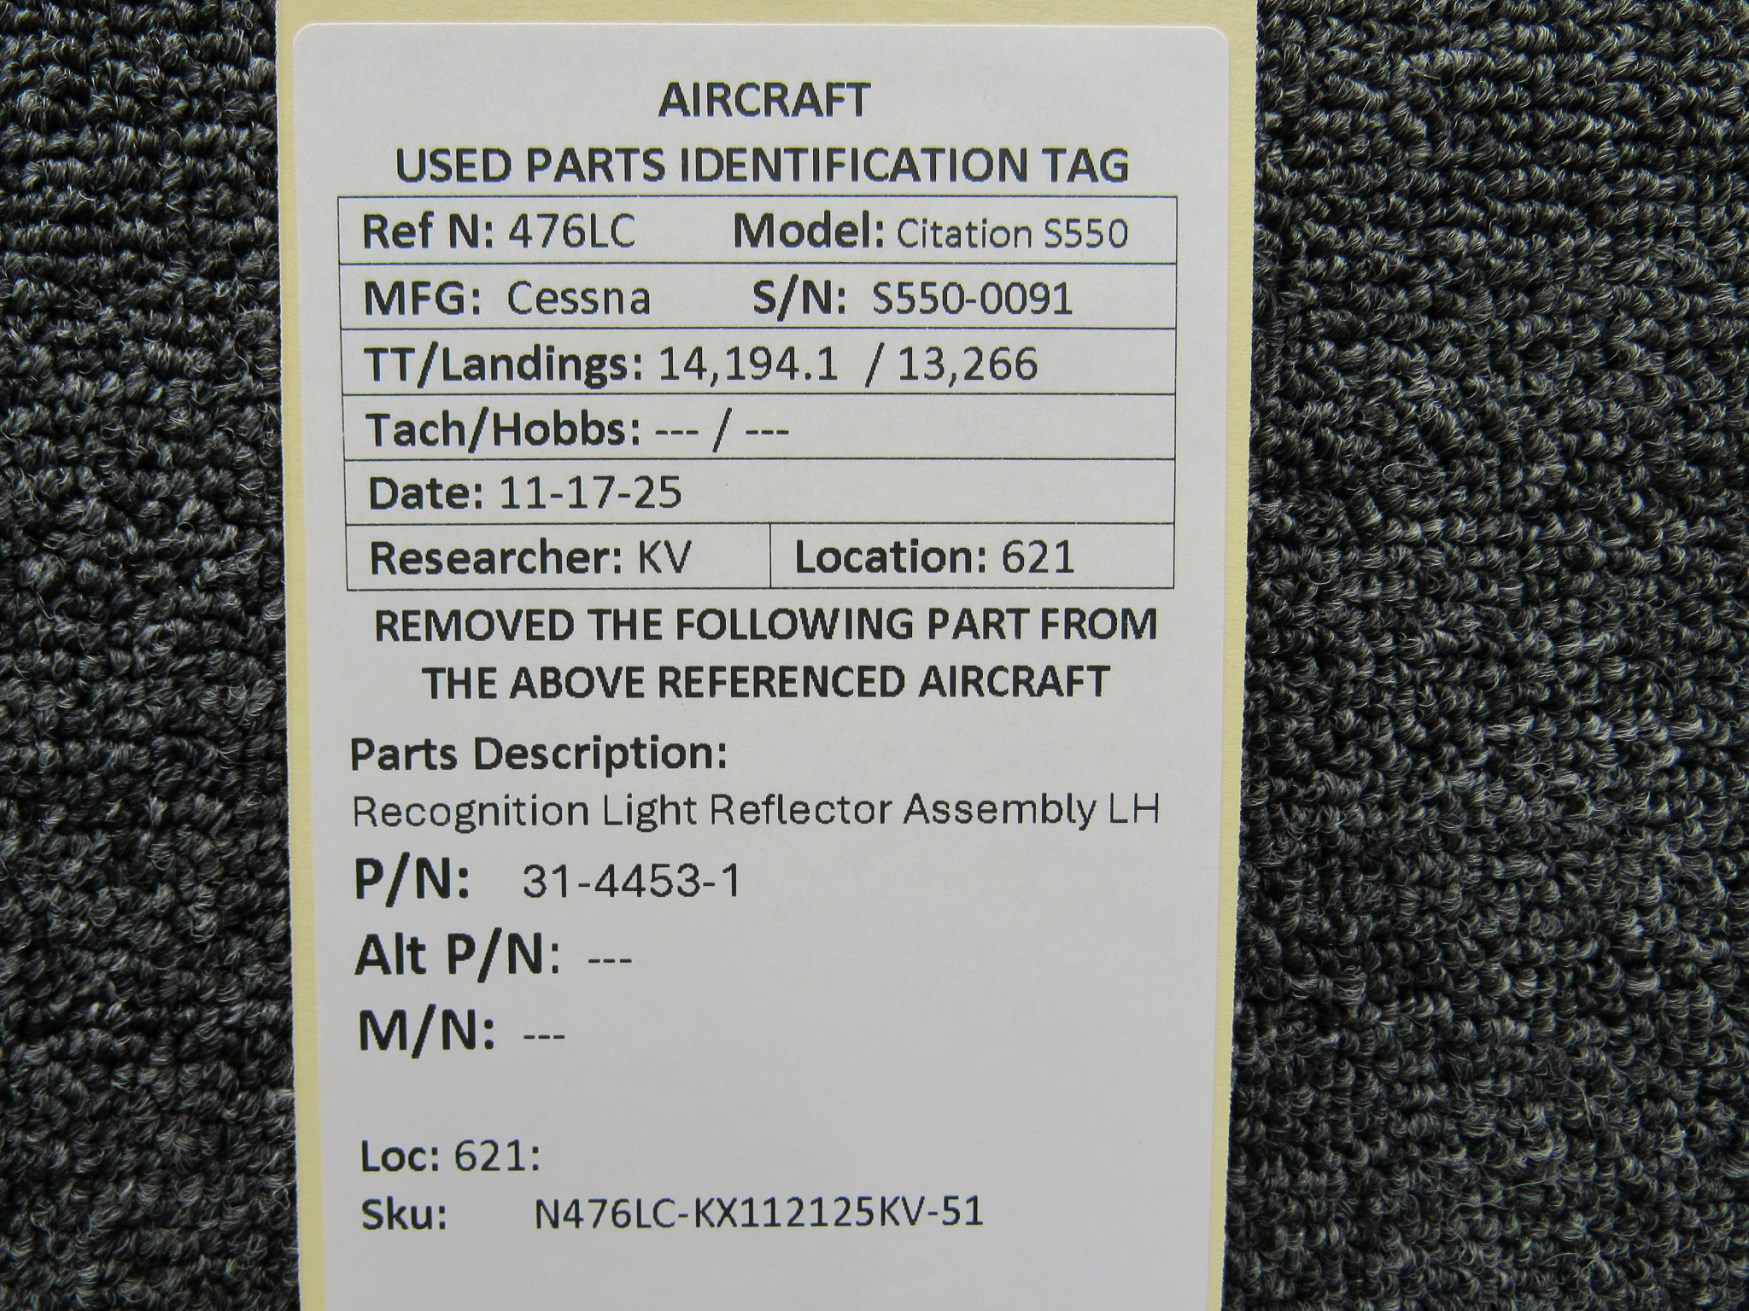 AIRCRAFT
USED PARTS IDENTIFICATION TAG
Ref N: 476LC Model: Citation S550
MFG: Cessna S/N: S550-0091
TT/Landings: 14,194.1 / 13,266
Tach/Hobbs: --- / ---
Date: 11-17-25
Researcher: KV Location: 621
REMOVED THE FOLLOWING PART FROM
THE ABOVE REFERENCED AIRCRAFT
Parts Description:
Recognition Light Reflector Assembly LH
P/N: 31-4453-1
Alt P/N: ---
M/N: ---
Loc: 621:
Sku: N476LC-KX112125KV-51